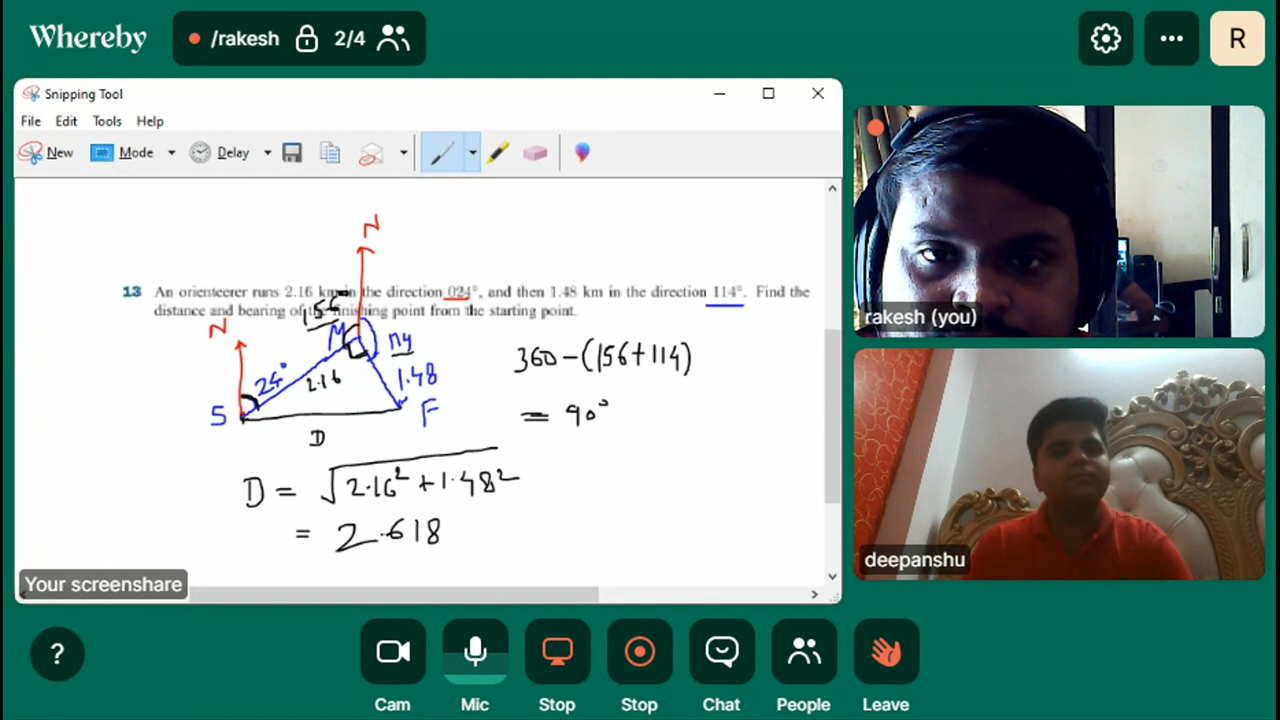 Whereby
/rakesh 2/4
R
Snipping Tool
File Edit Tools Help
New Mode Delay
N
13 An orienteerer runs 2.16 km in the direction 024°, and then 1.48 km in the direction 114°. Find the
distance and bearing of the finishing point from the starting point.
156
N
M
114
24°
2.16
1.48
S
F
D
360-(156+114)
= 90°
D = √2.16²+1.48²
= 2.618
Your screenshare
rakesh (you)
deepanshu
?
Cam Mic Stop Stop Chat People Leave